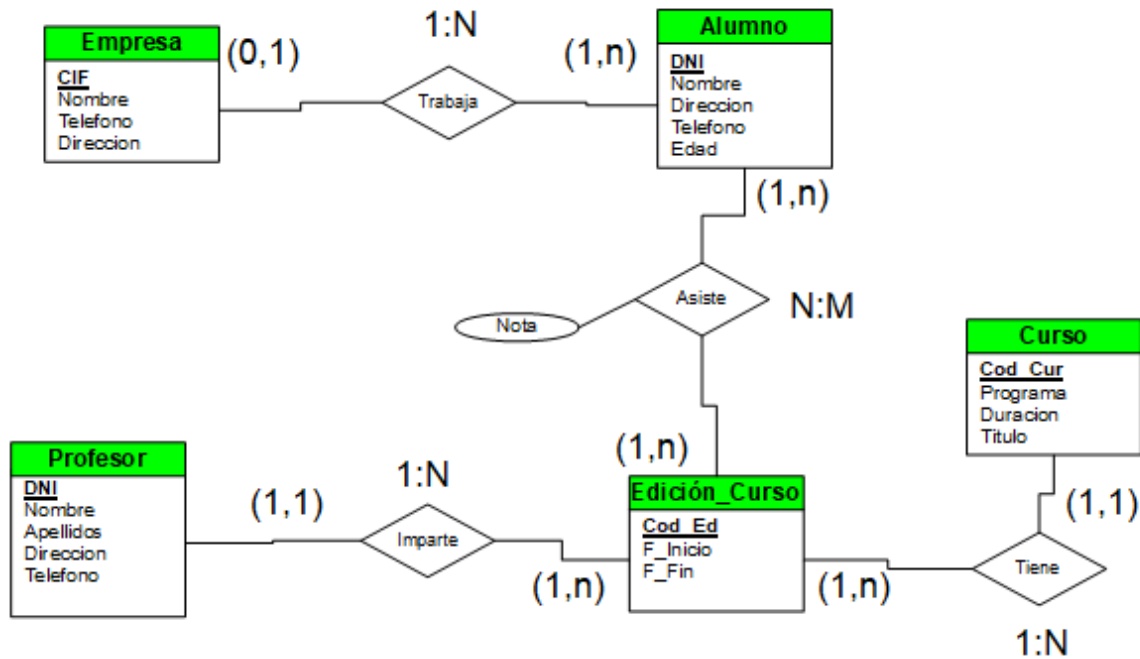 1:N
Empresa
(0,1)
(1,n)
Alumno
CIF
Nombre
Telefono
Direccion
Trabaja
DNI
Nombre
Direccion
Telefono
Edad
(1,n)
Asiste
N:M
Nota
Curso
Cod_Cur
Programa
Duracion
Titulo
Profesor
DNI
Nombre
Apellidos
Direccion
Telefono
(1,1)
1:N
Imparte
(1,n)
(1,n)
Edición_Curso
Cod_Ed
F_Inicio
F_Fin
(1,n)
(1,1)
Tiene
1:N